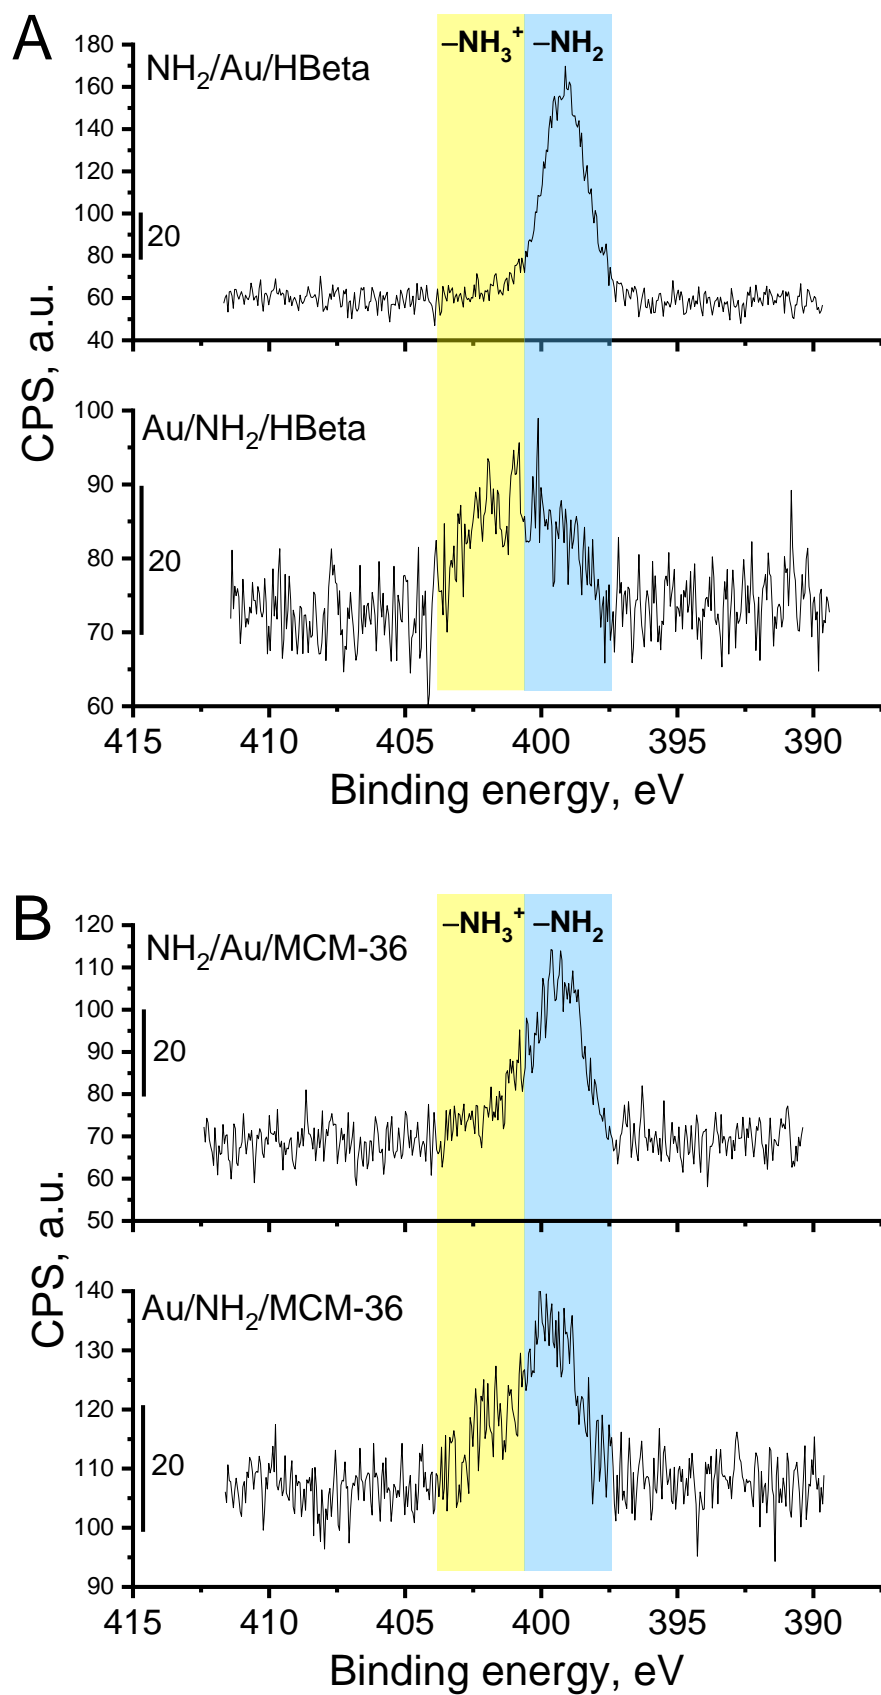 A
–NH₃⁺ –NH₂
NH₂/Au/HBeta
180
160
140
120
100
80
60
40
20
Au/NH₂/HBeta
100
90
80
70
60
20
CPS, a.u.
415 410 405 400 395 390
Binding energy, eV
B
–NH₃⁺ –NH₂
NH₂/Au/MCM-36
120
110
100
90
80
70
60
50
20
Au/NH₂/MCM-36
140
130
120
110
100
90
20
CPS, a.u.
415 410 405 400 395 390
Binding energy, eV